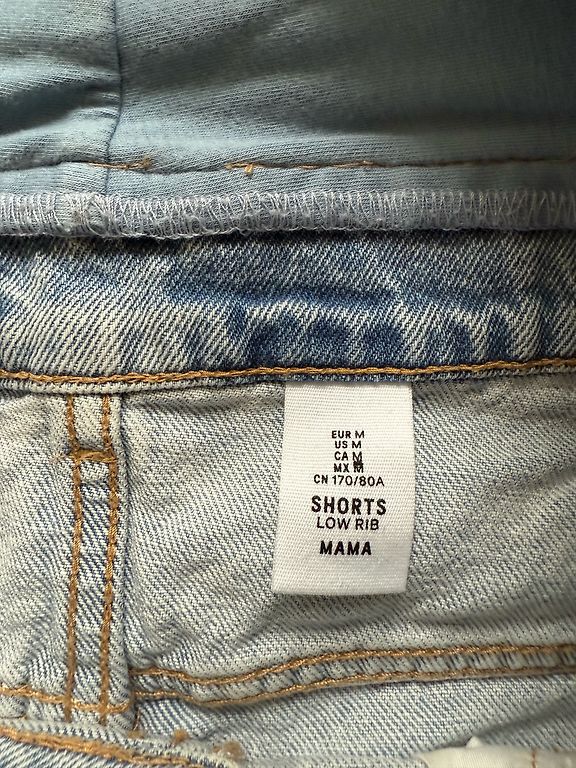 EUR M
US M
CA M
MX M
CN 170/80A
SHORTS
LOW RIB
MAMA